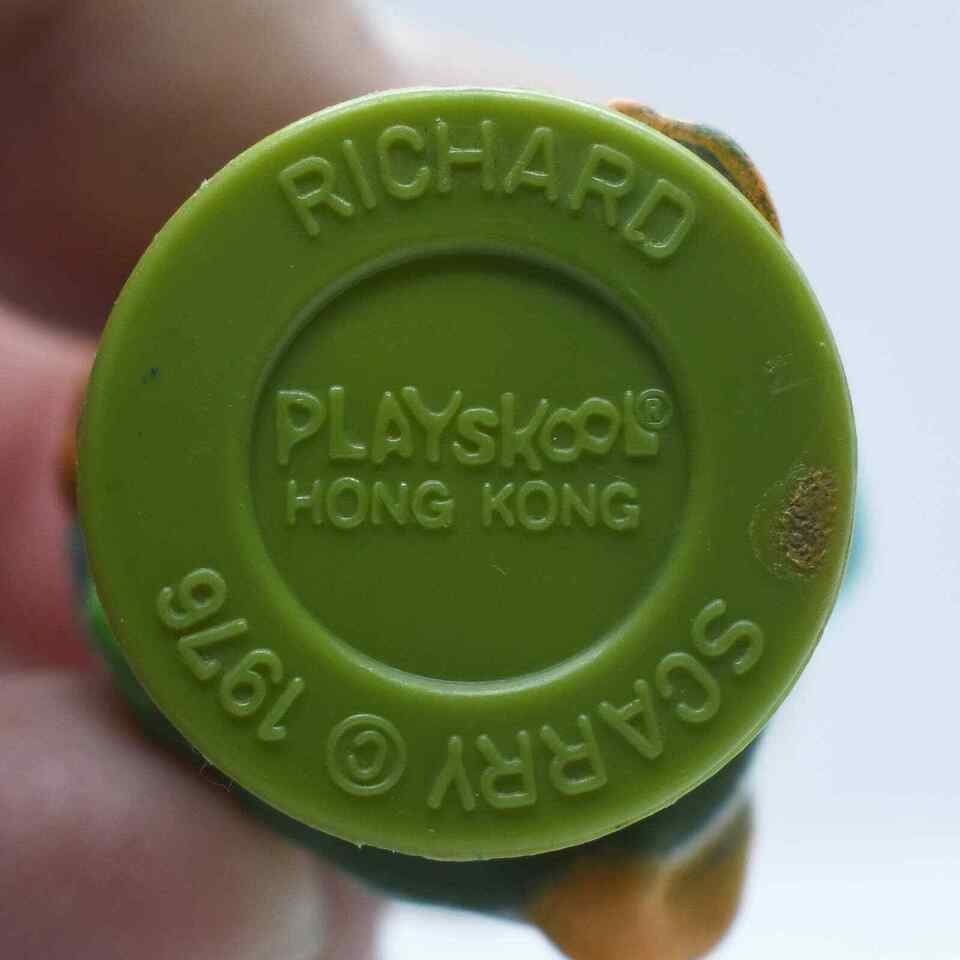 RICHARD
PLAYSKOOL®
HONG KONG
SCARRY © 1976